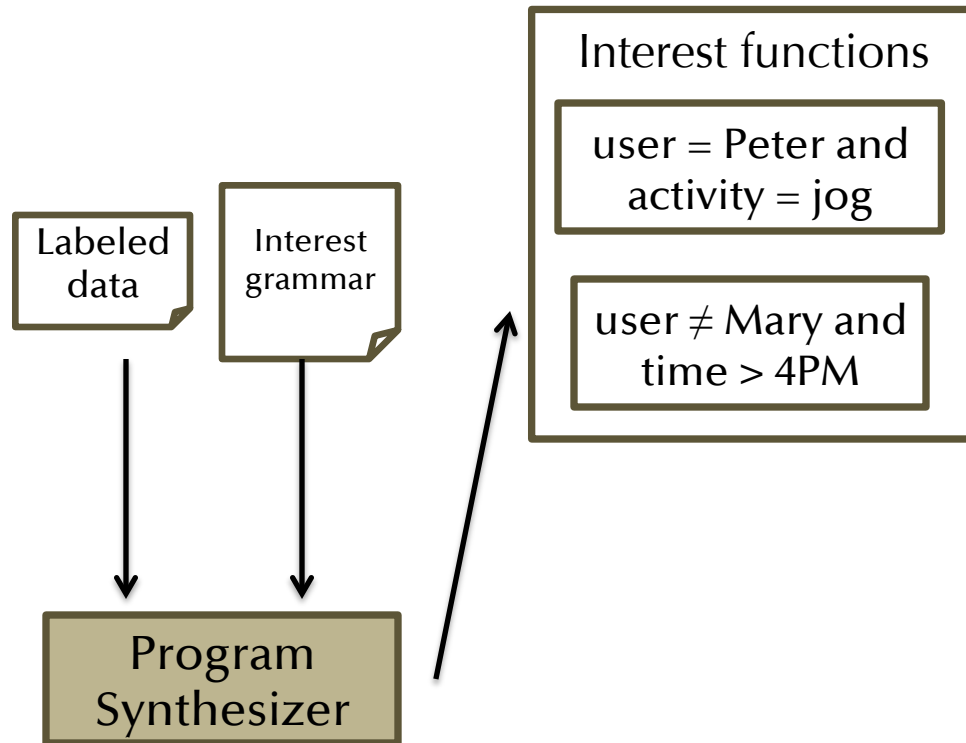 Interest functions
user = Peter and
activity = jog
user ≠ Mary and
time > 4PM
Labeled
data
Interest
grammar
Program
Synthesizer